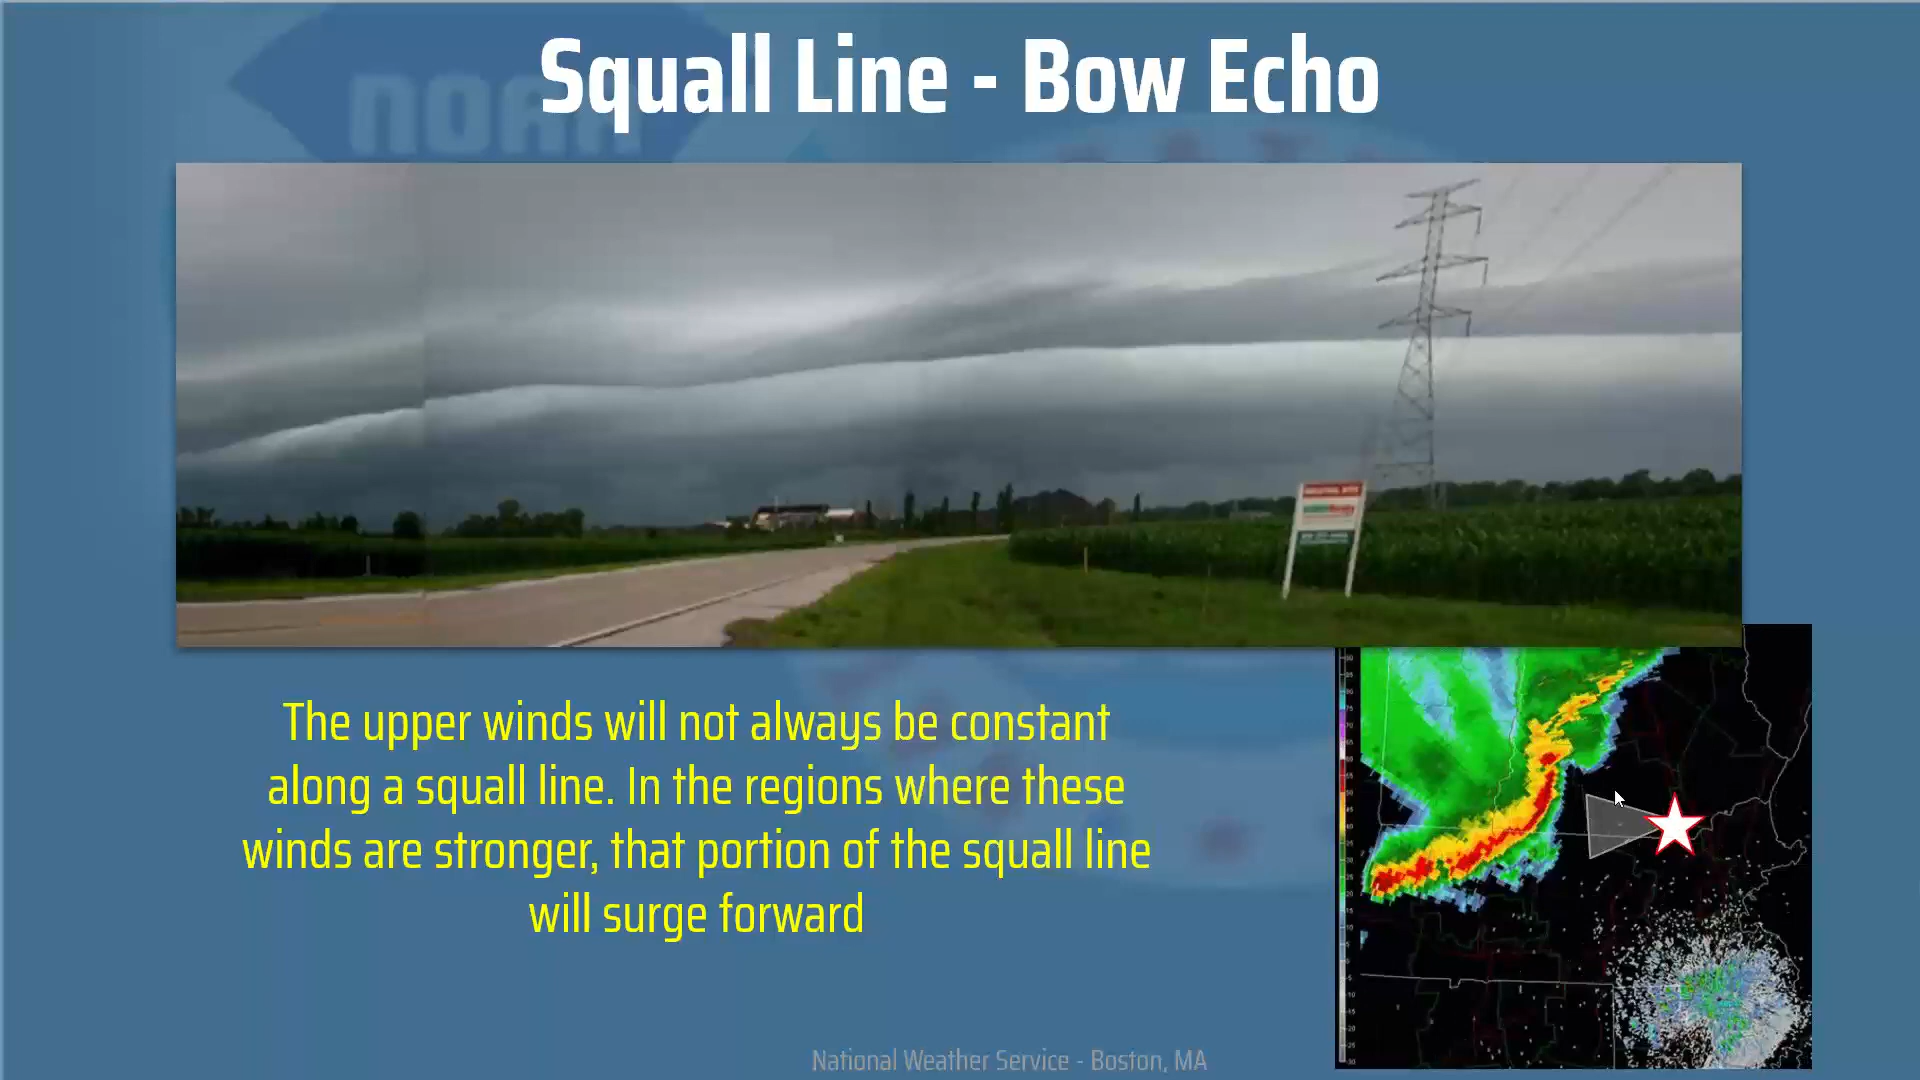 Squall Line - Bow Echo
noaa
The upper winds will not always be constant
along a squall line. In the regions where these
winds are stronger, that portion of the squall line
will surge forward
National Weather Service - Boston, MA